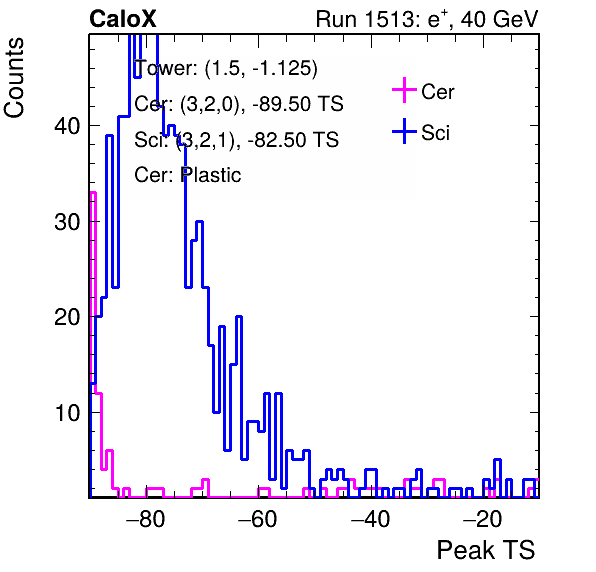 CaloX Run 1513: e⁺, 40 GeV
Counts
Tower: (1.5, -1.125)
Cer: (3,2,0), -89.50 TS
Sci: (3,2,1), -82.50 TS
Cer: Plastic
Cer
Sci
40
30
20
10
−80 −60 −40 −20
Peak TS